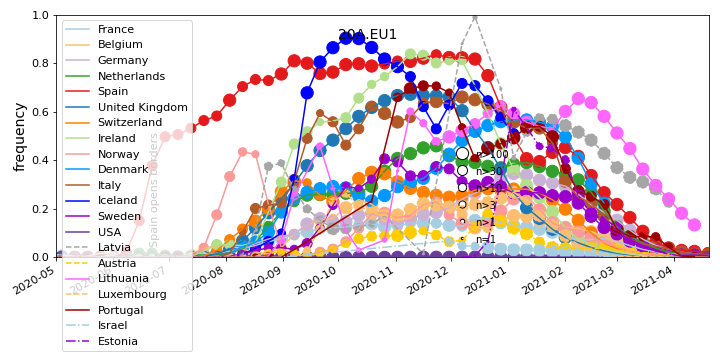 20A.EU1
frequency
1.0
0.8
0.6
0.4
0.2
0.0
France
Belgium
Germany
Netherlands
Spain
United Kingdom
Switzerland
Ireland
Norway
Denmark
Italy
Iceland
Sweden
USA
Latvia
Austria
Lithuania
Luxembourg
Portugal
Israel
Estonia
Spain opens borders
n>100
n>30
n>10
n>3
n>1
n=1
2020-05
2020-06
2020-07
2020-08
2020-09
2020-10
2020-11
2020-12
2021-01
2021-02
2021-03
2021-04